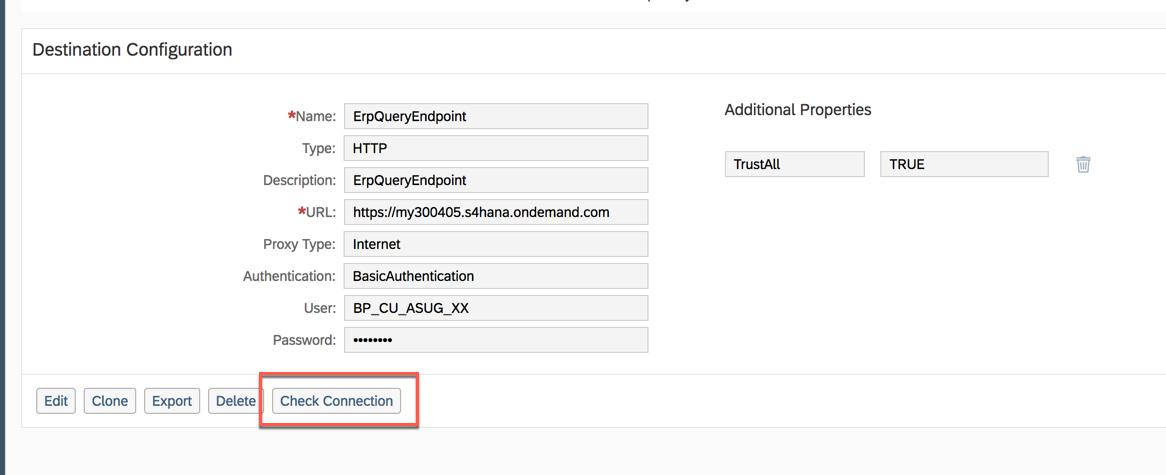 Destination Configuration
*Name: ErpQueryEndpoint
Type: HTTP
Description: ErpQueryEndpoint
*URL: https://my300405.s4hana.ondemand.com
Proxy Type: Internet
Authentication: BasicAuthentication
User: BP_CU_ASUG_XX
Password: ••••••••
Additional Properties
TrustAll TRUE
Edit Clone Export Delete Check Connection